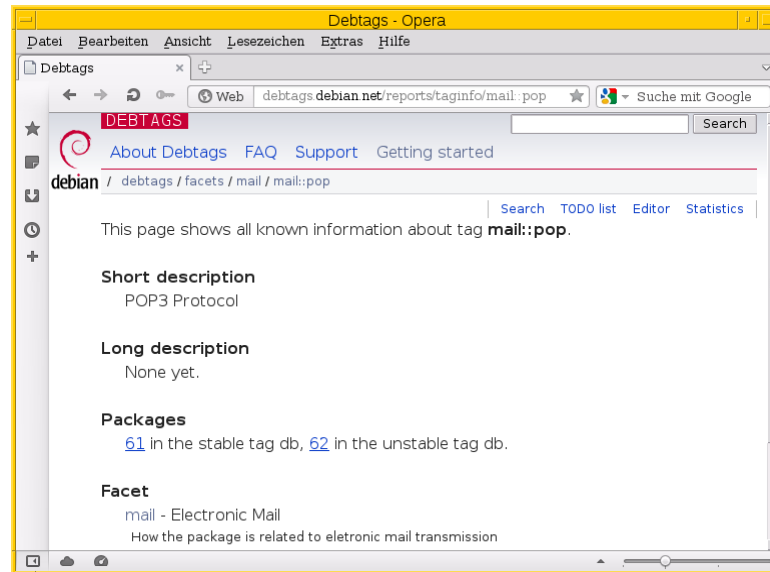 Debtags - Opera
Datei Bearbeiten Ansicht Lesezeichen Extras Hilfe
Debtags
Web debtags.debian.net/reports/taginfo/mail::pop Suche mit Google
DEBTAGS Search
About Debtags FAQ Support Getting started
debian / debtags / facets / mail / mail::pop
Search TODO list Editor Statistics
This page shows all known information about tag mail::pop.
Short description
POP3 Protocol
Long description
None yet.
Packages
61 in the stable tag db, 62 in the unstable tag db.
Facet
mail - Electronic Mail
How the package is related to eletronic mail transmission